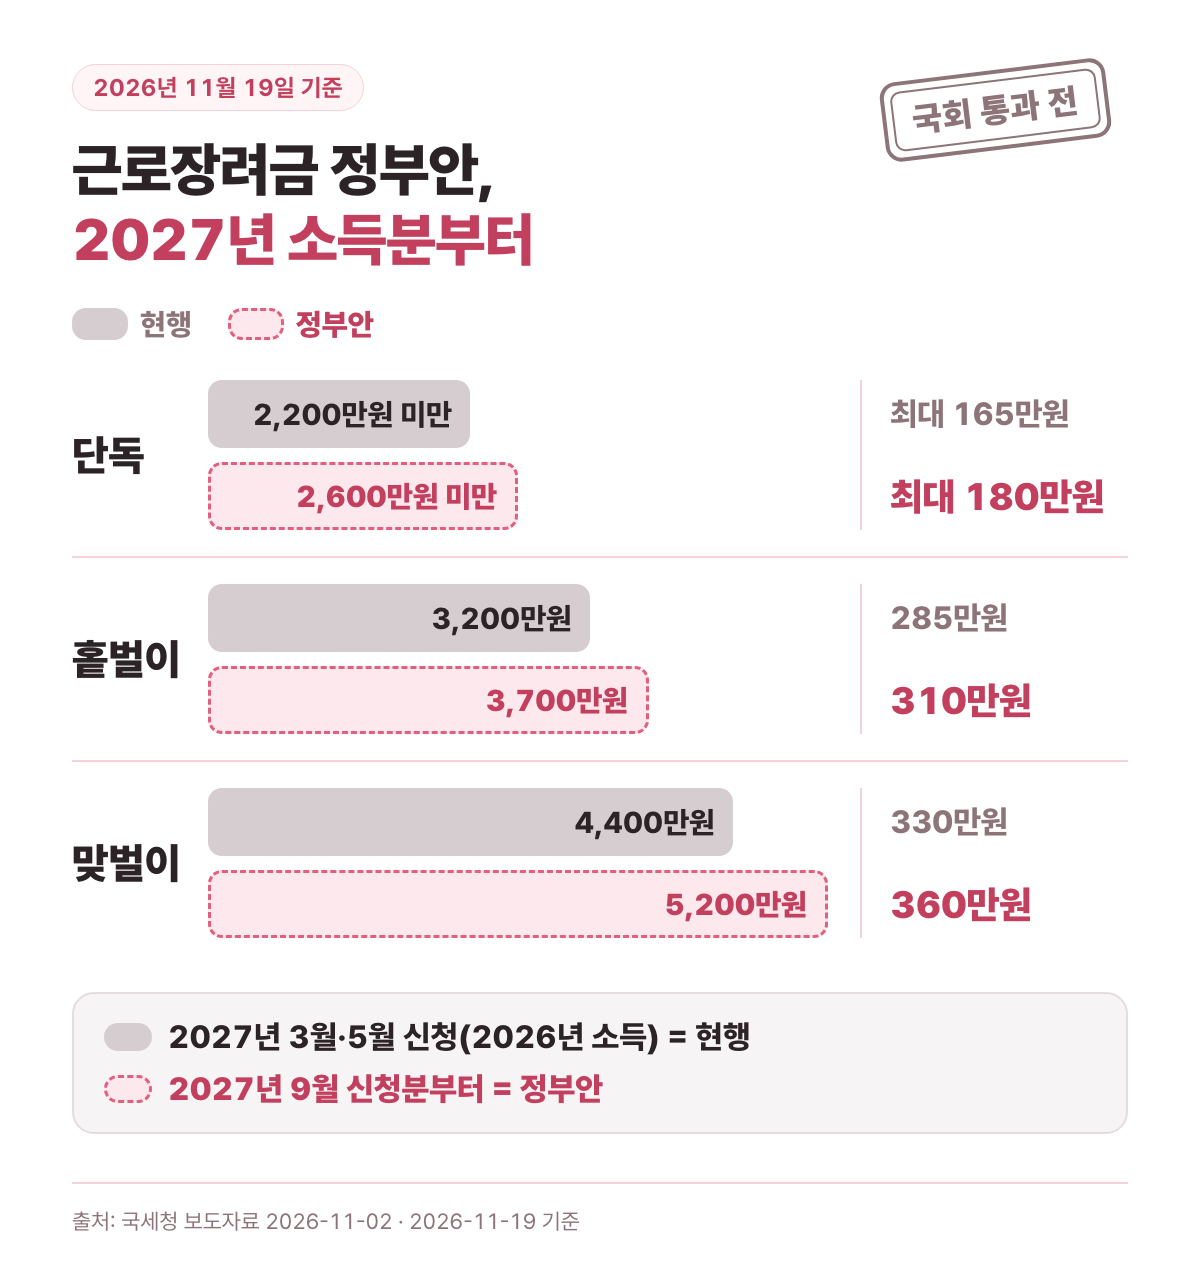 2026년 11월 19일 기준
국회 통과 전
근로장려금 정부안,
2027년 소득분부터
현행 정부안
단독
2,200만원 미만 최대 165만원
2,600만원 미만 최대 180만원
홑벌이
3,200만원 285만원
3,700만원 310만원
맞벌이
4,400만원 330만원
5,200만원 360만원
2027년 3월·5월 신청(2026년 소득) = 현행
2027년 9월 신청분부터 = 정부안
출처: 국세청 보도자료 2026-11-02 · 2026-11-19 기준